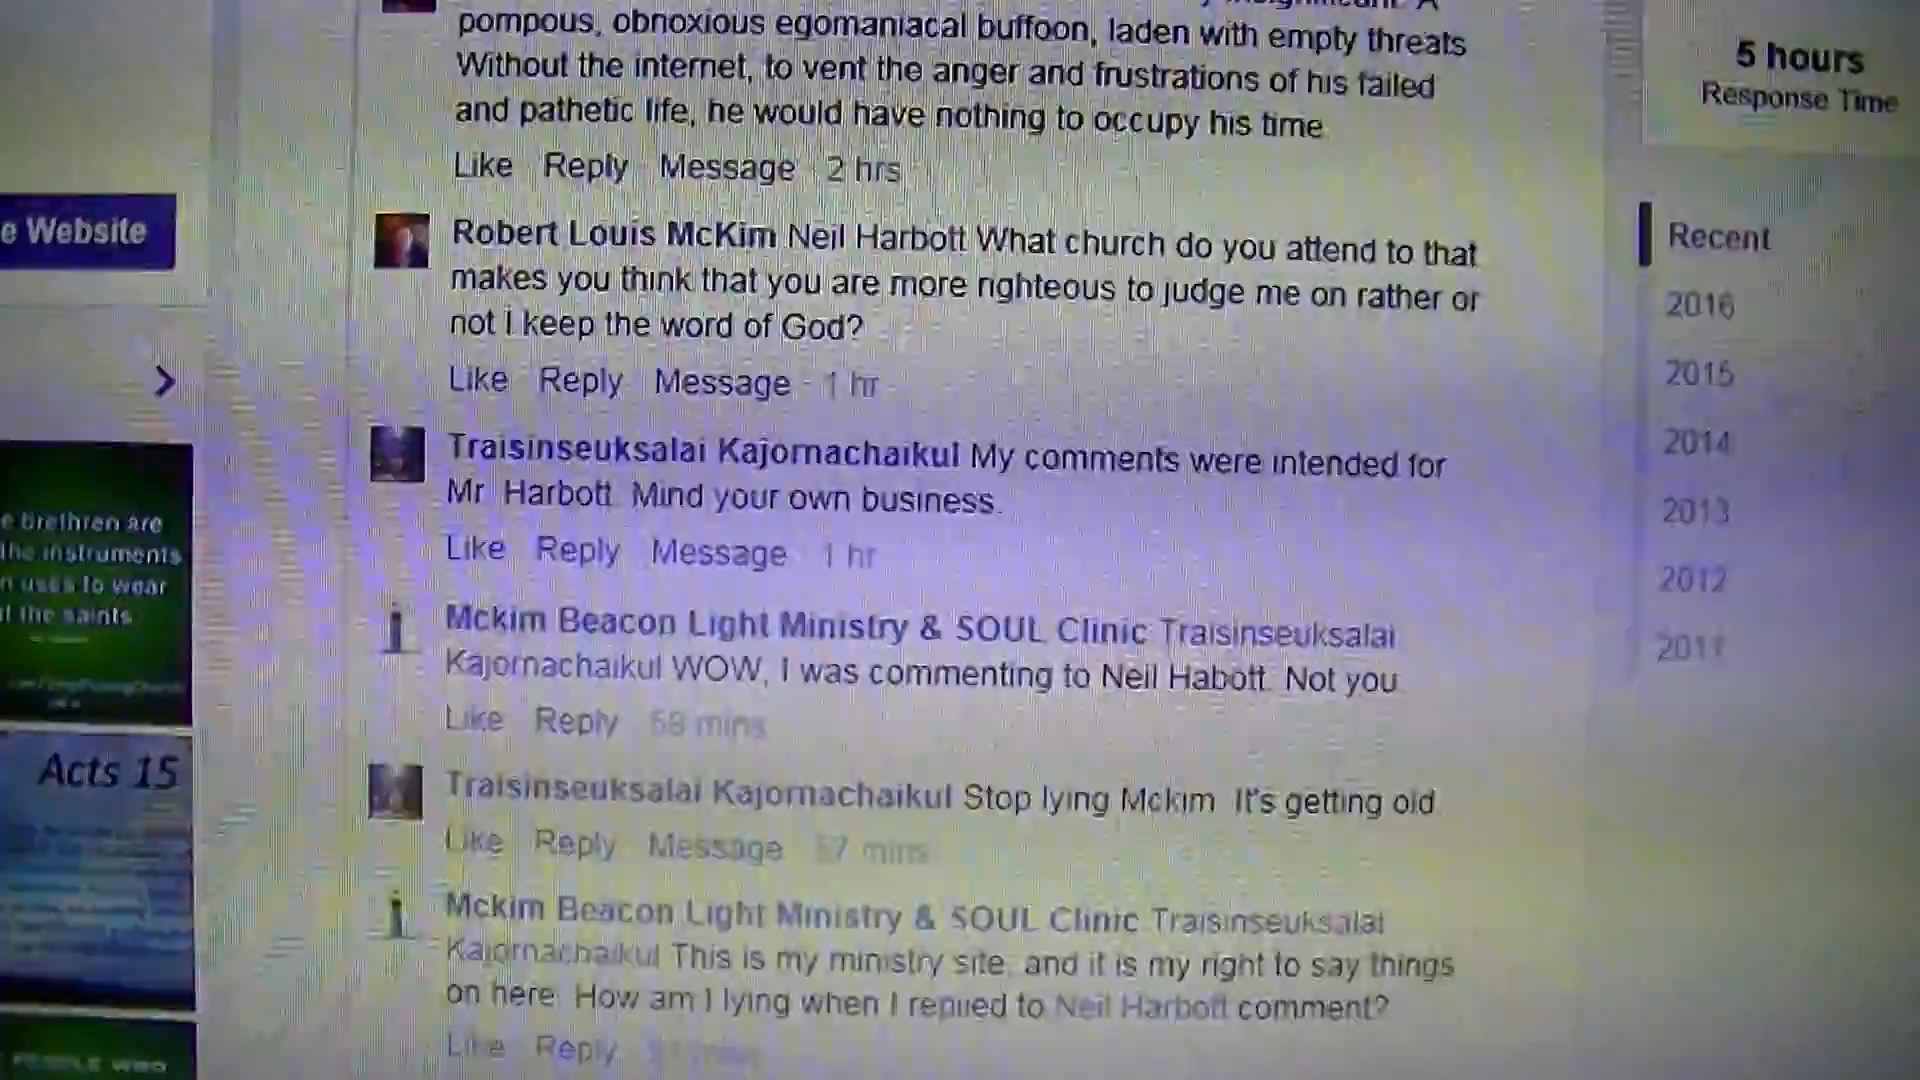 pompous, obnoxious egomaniacal buffoon, laden with empty threats
Without the internet, to vent the anger and frustrations of his failed
and pathetic life, he would have nothing to occupy his time
Like Reply Message 2 hrs
Robert Louis McKim Neil Harbott What church do you attend to that
makes you think that you are more righteous to judge me on rather or
not i keep the word of God?
Like Reply Message 1 hr
Traisinseuksalai Kajornachaikul My comments were intended for
Mr Harbott. Mind your own business.
Like Reply Message 1 hr
Mckim Beacon Light Ministry & SOUL Clinic Traisinseuksalai
Kajornachaikul WOW, I was commenting to Neil Habott. Not you
Like Reply 58 mins
Traisinseuksalai Kajornachaikul Stop lying Mckim It's getting old
Like Reply Message 57 mins
Mckim Beacon Light Ministry & SOUL Clinic Traisinseuksalai
Kajornachaikul This is my ministry site, and it is my right to say things
on here. How am I lying when I replied to Neil Harbott comment?
Like Reply
5 hours
Response Time
Recent
2016
2015
2014
2013
2012
2011
e Website
e brethren are
the instruments
n uses to wear
the saints
Acts 15
PEOPLE WHO